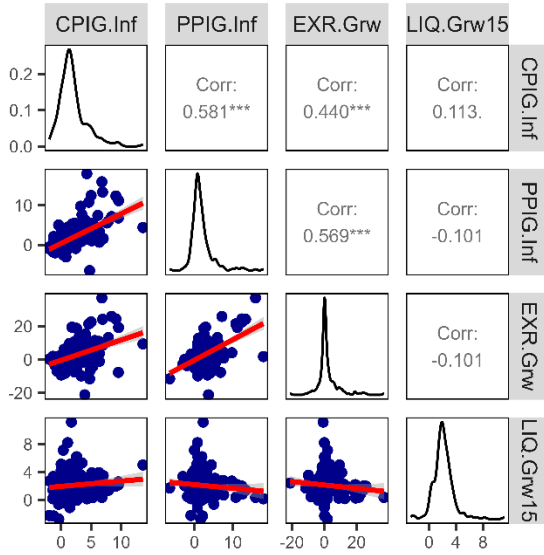 CPIG.Inf PPIG.Inf EXR.Grw LIQ.Grw15
0.2
0.1
0.0
Corr:
0.581***
Corr:
0.440***
Corr:
0.113.
CPIG.Inf
10
0
Corr:
0.569***
Corr:
-0.101
PPIG.Inf
20
0
-20
Corr:
-0.101
EXR.Grw
8
4
0
LIQ.Grw15
0 10 0 10 -20 0 20 0 4 8